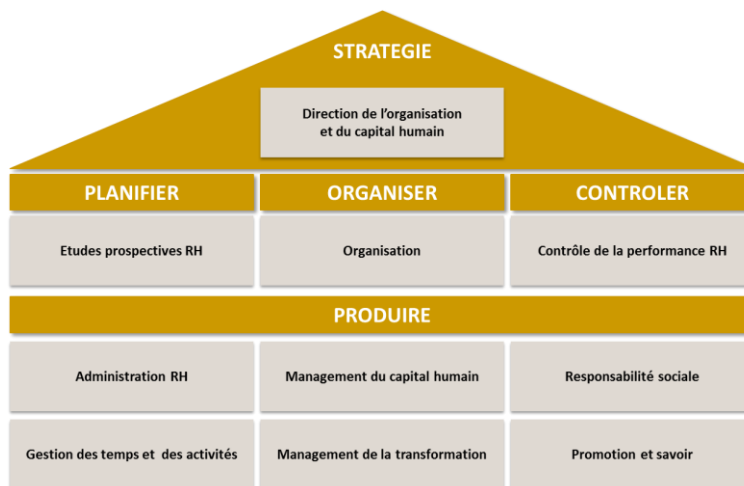 STRATEGIE
Direction de l'organisation
et du capital humain
PLANIFIER
ORGANISER
CONTROLER
Etudes prospectives RH
Organisation
Contrôle de la performance RH
PRODUIRE
Administration RH
Management du capital humain
Responsabilité sociale
Gestion des temps et des activités
Management de la transformation
Promotion et savoir